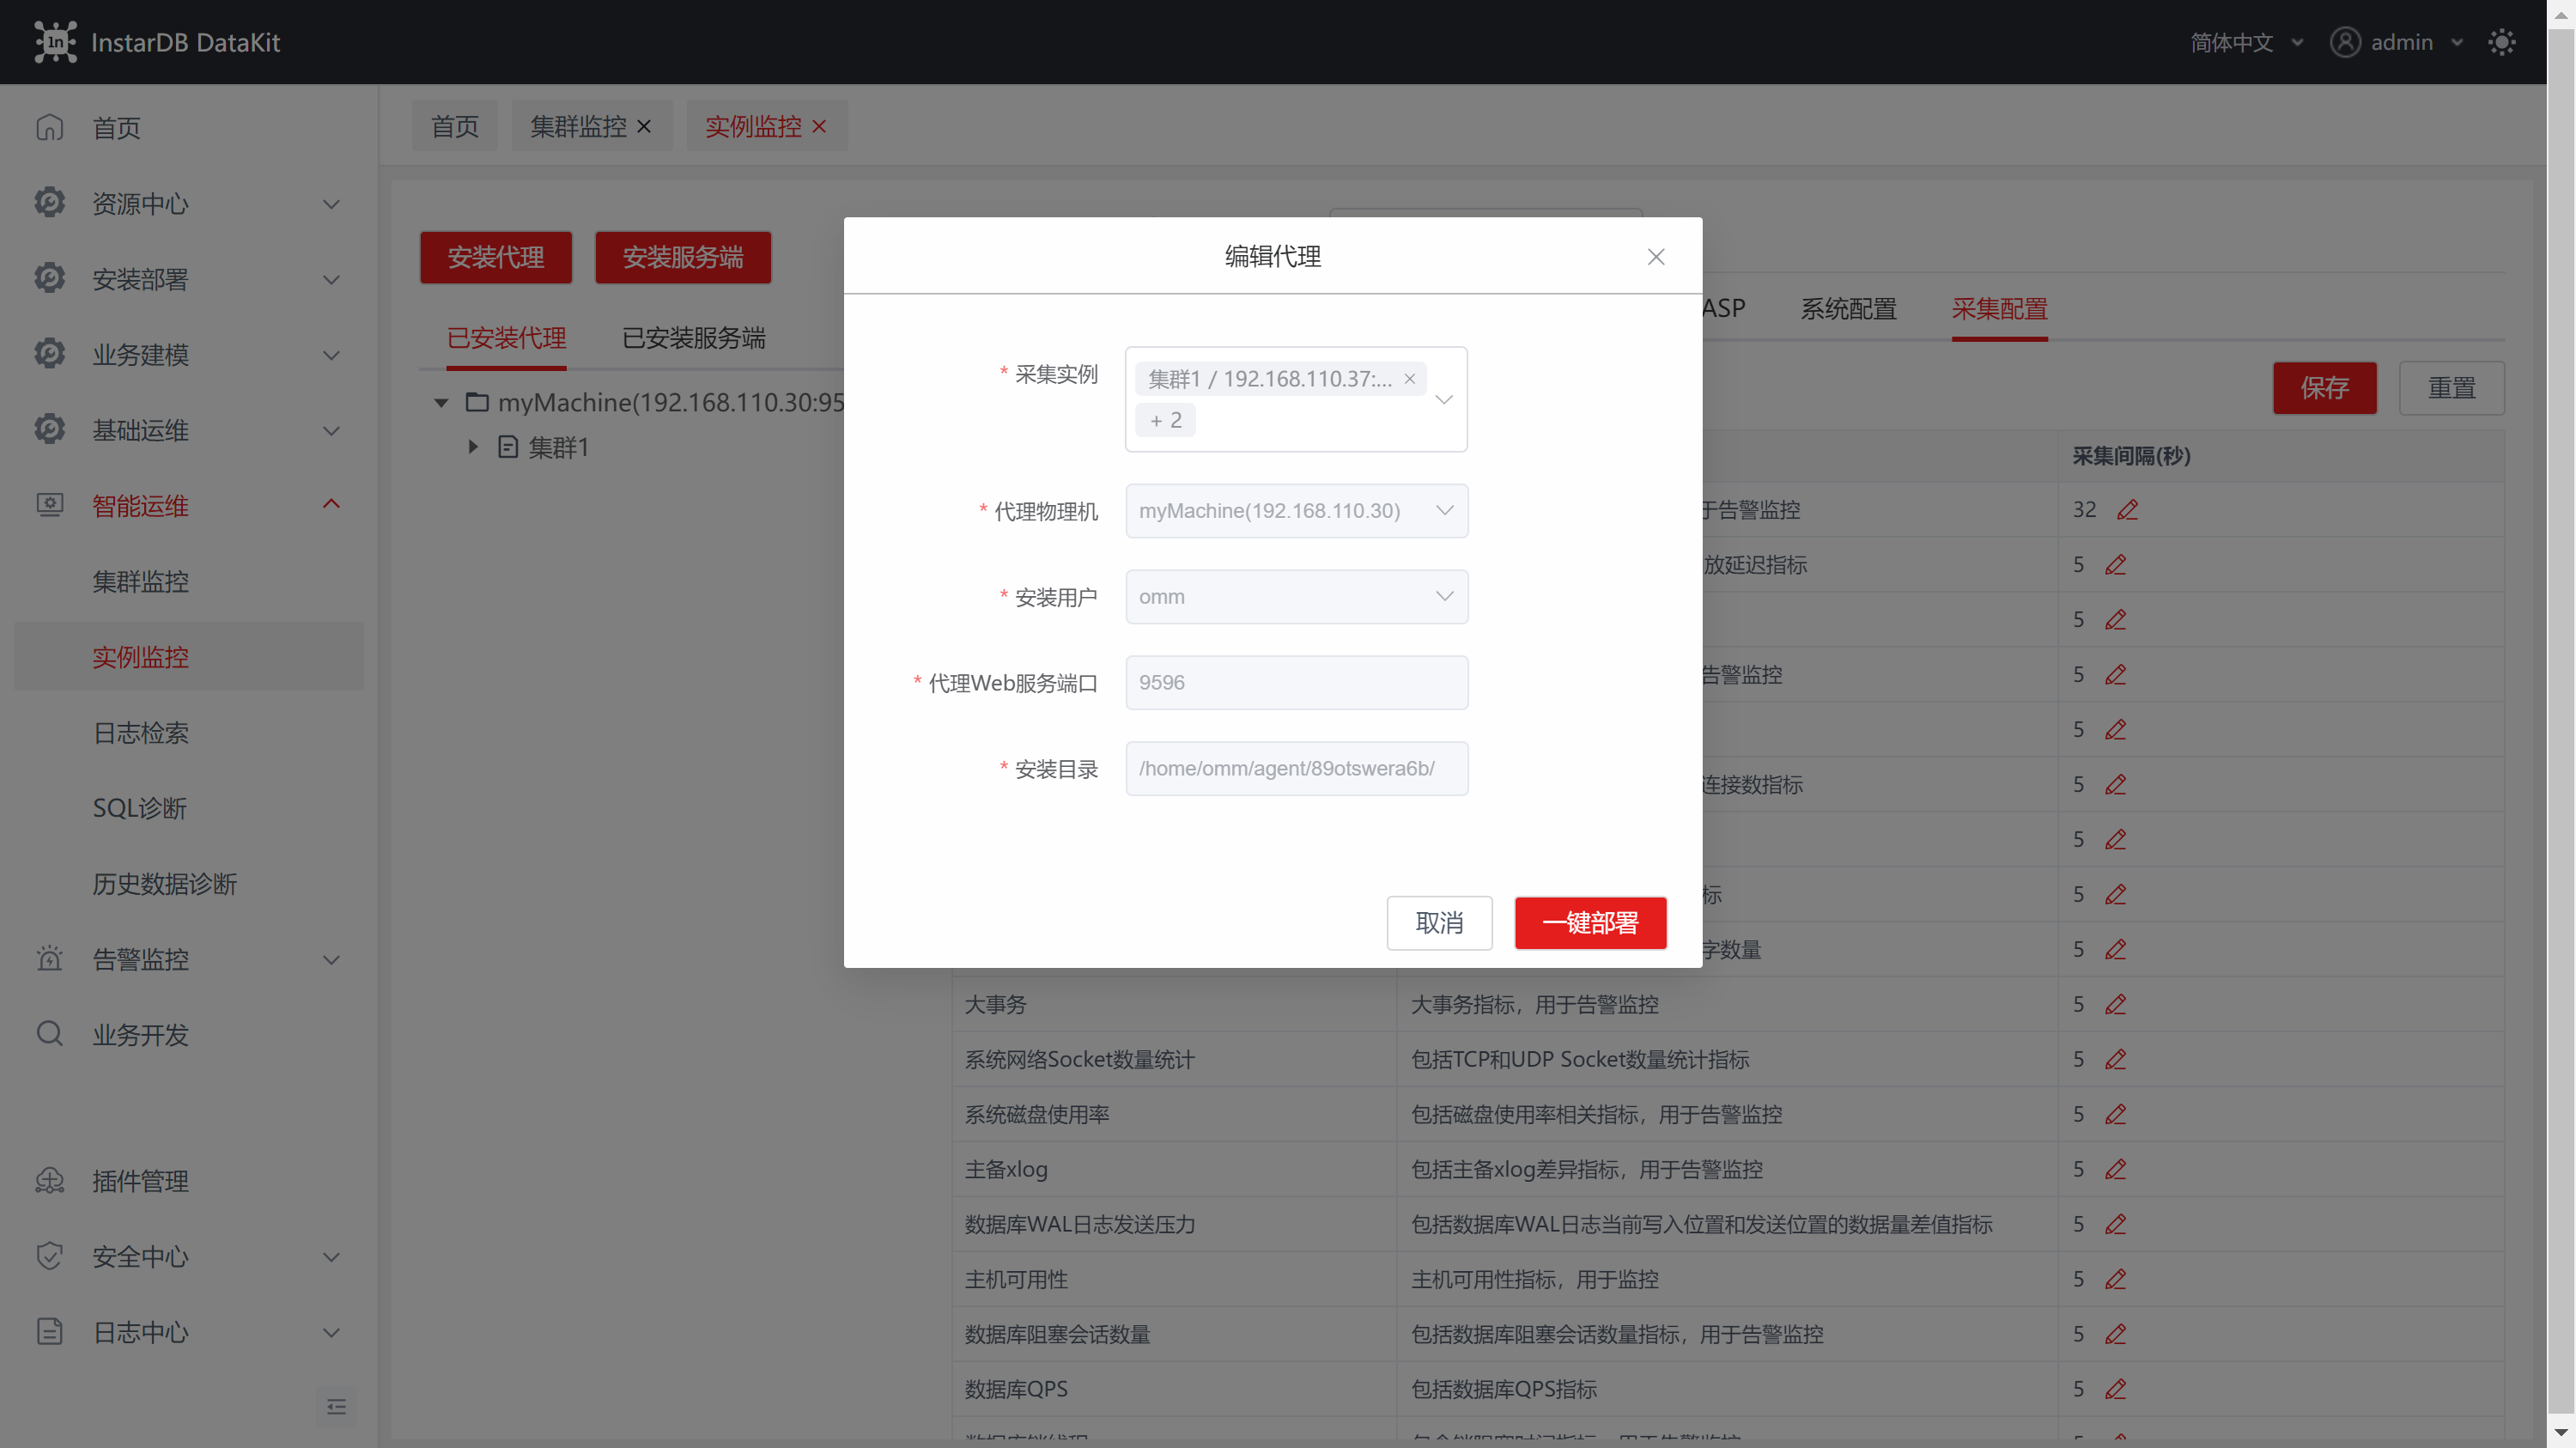 InstarDB DataKit
简体中文
admin
首页
资源中心
安装部署
业务建模
基础运维
智能运维
集群监控
实例监控
日志检索
SQL诊断
历史数据诊断
告警监控
业务开发
插件管理
安全中心
日志中心
首页 集群监控 实例监控
安装代理 安装服务端
已安装代理 已安装服务端
myMachine(192.168.110.30:95
集群1
编辑代理
* 采集实例 集群1 / 192.168.110.37:...
+ 2
* 代理物理机 myMachine(192.168.110.30)
* 安装用户 omm
* 代理Web服务端口 9596
* 安装目录 /home/omm/agent/89otswera6b/
取消 一键部署
ASP 系统配置 采集配置
保存 重置
采集间隔(秒)
于告警监控 32
放延迟指标 5
5
告警监控 5
5
连接数指标 5
5
标 5
字数量 5
大事务 大事务指标，用于告警监控 5
系统网络Socket数量统计 包括TCP和UDP Socket数量统计指标 5
系统磁盘使用率 包括磁盘使用率相关指标，用于告警监控 5
主备xlog 包括主备xlog差异指标，用于告警监控 5
数据库WAL日志发送压力 包括数据库WAL日志当前写入位置和发送位置的数据量差值指标 5
主机可用性 主机可用性指标，用于监控 5
数据库阻塞会话数量 包括数据库阻塞会话数量指标，用于告警监控 5
数据库QPS 包括数据库QPS指标 5